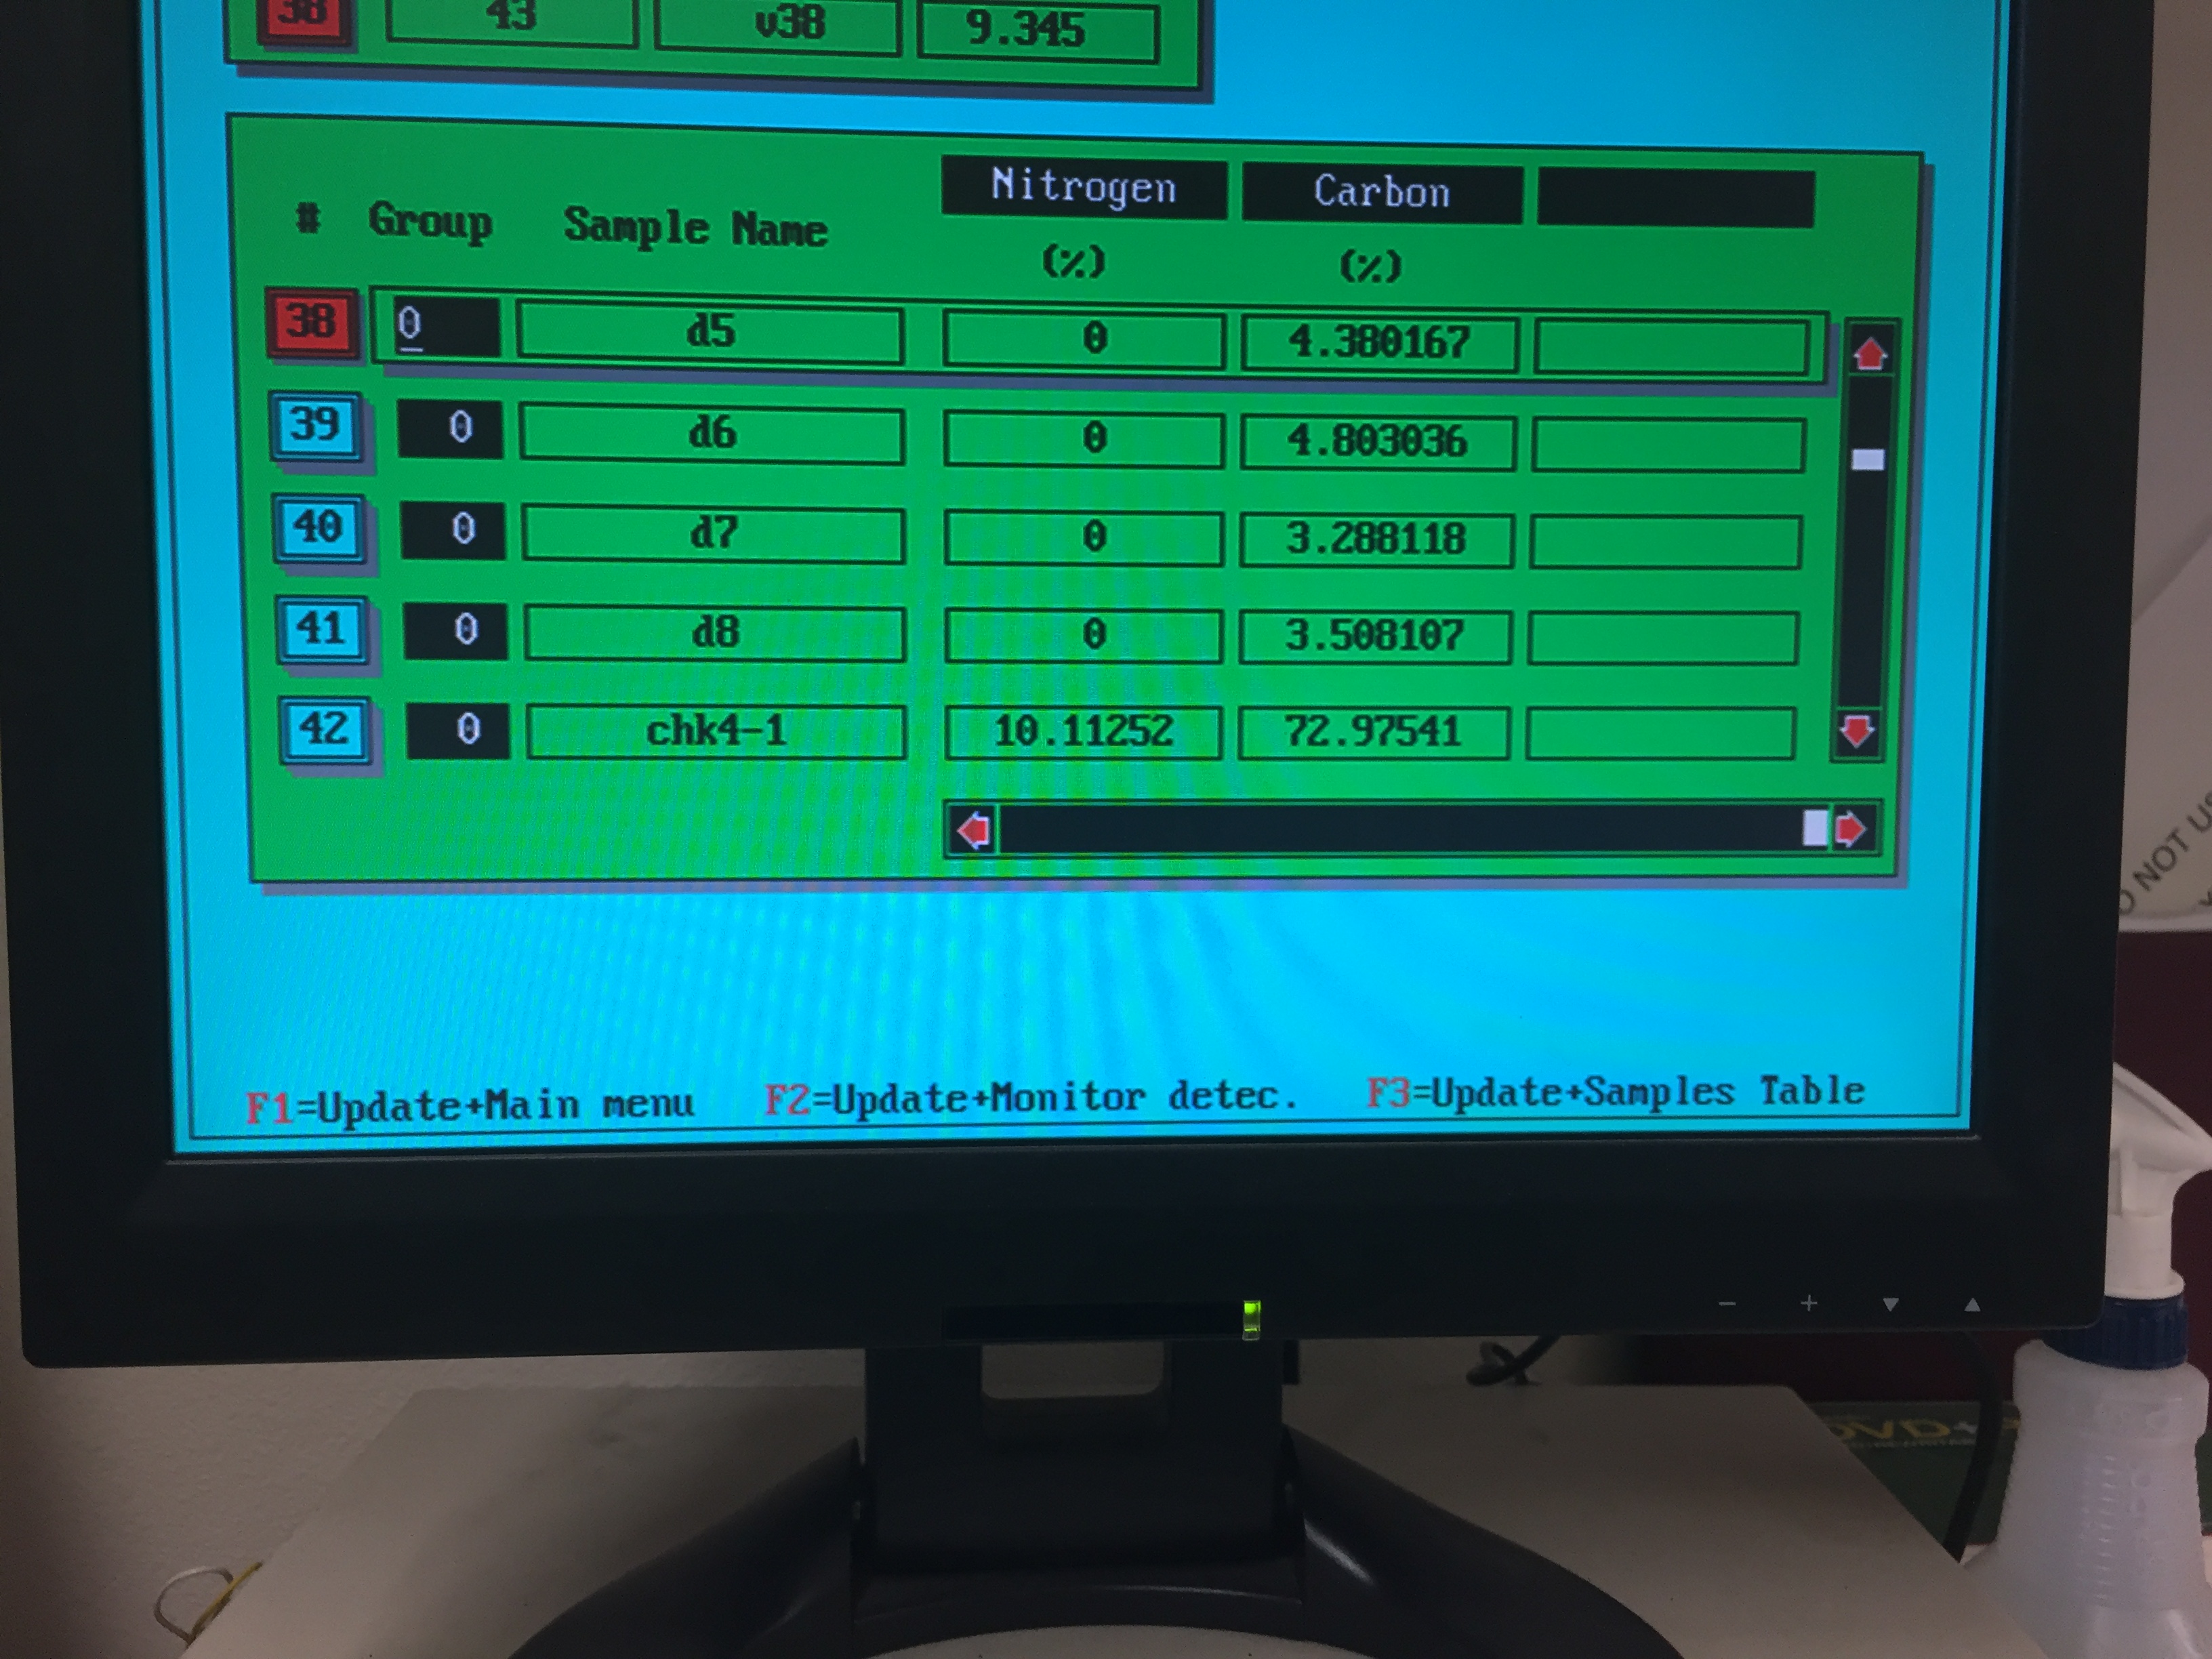 38 43 v38 9.345
Nitrogen Carbon
# Group Sample Name
(%) (%)
38 0 d5 0 4.380167
39 0 d6 0 4.803036
40 0 d7 0 3.288118
41 0 d8 0 3.508107
42 0 chk4-1 10.11252 72.97541
F1=Update+Main menu F2=Update+Monitor detec. F3=Update+Samples Table
NOT